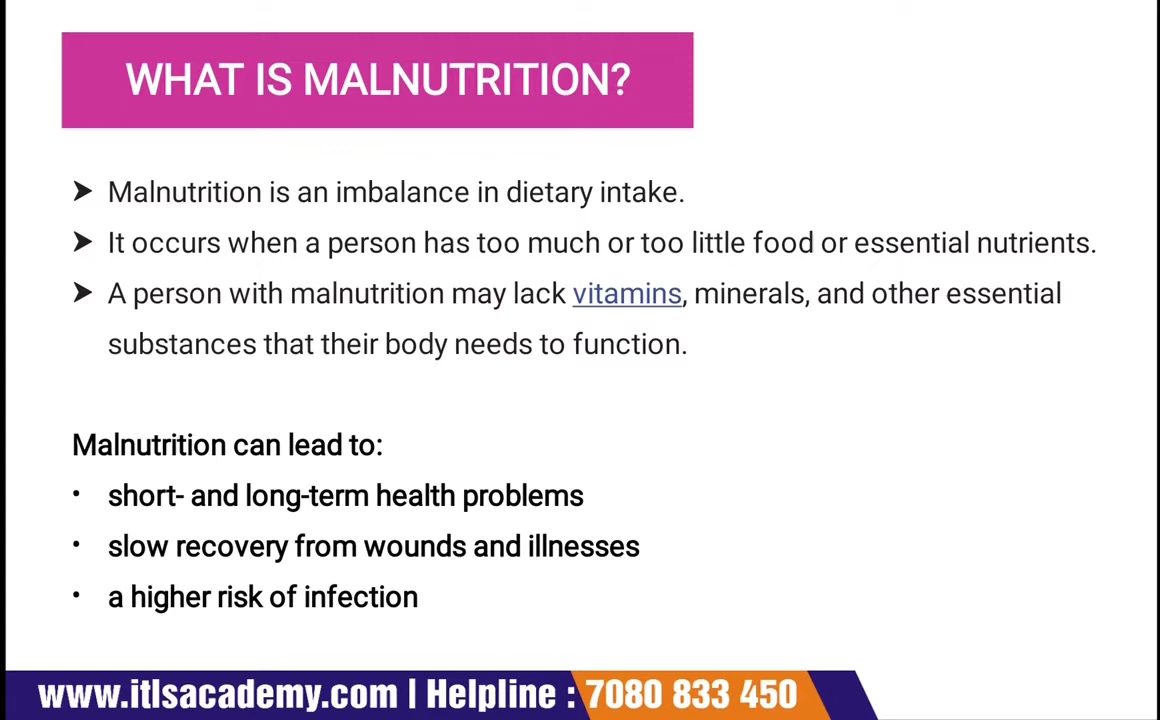 WHAT IS MALNUTRITION?
➤ Malnutrition is an imbalance in dietary intake.
➤ It occurs when a person has too much or too little food or essential nutrients.
➤ A person with malnutrition may lack vitamins, minerals, and other essential
substances that their body needs to function.
Malnutrition can lead to:
• short- and long-term health problems
• slow recovery from wounds and illnesses
• a higher risk of infection
www.itlsacademy.com | Helpline : 7080 833 450